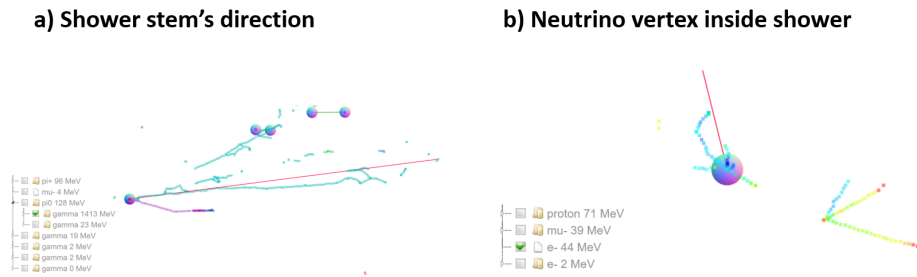 a) Shower stem’s direction
b) Neutrino vertex inside shower
pi+ 96 MeV
mu- 4 MeV
pi0 128 MeV
gamma 1413 MeV
gamma 23 MeV
gamma 19 MeV
gamma 2 MeV
gamma 2 MeV
gamma 0 MeV
proton 71 MeV
mu- 39 MeV
e- 44 MeV
e- 2 MeV